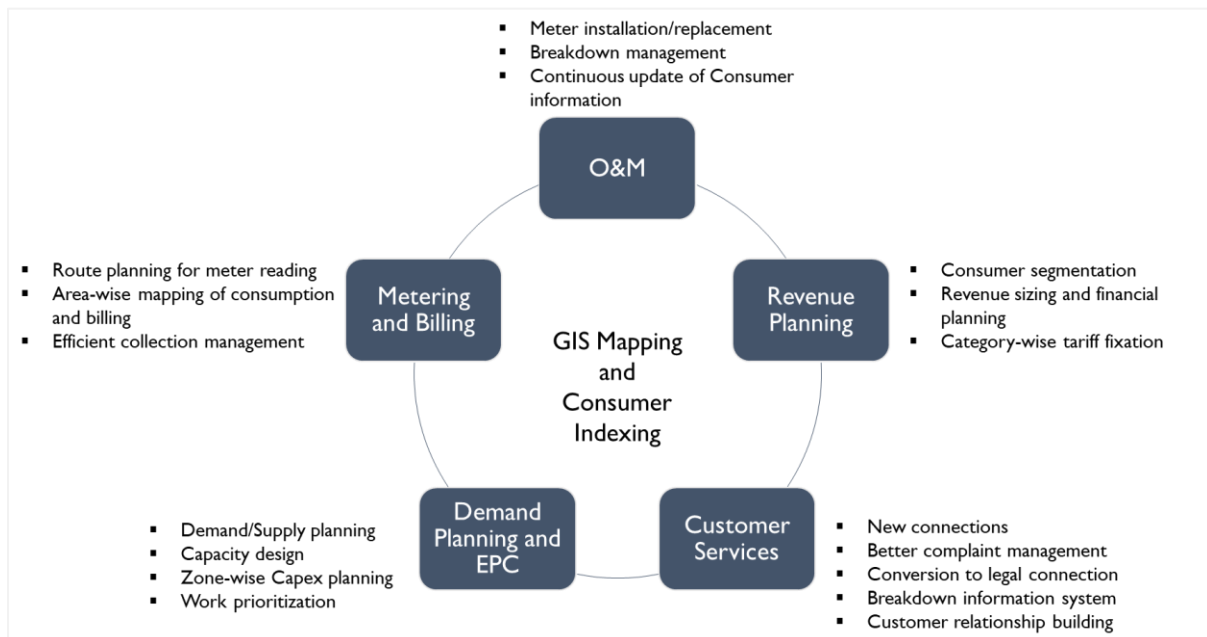 ▪ Meter installation/replacement
▪ Breakdown management
▪ Continuous update of Consumer
information
O&M
▪ Route planning for meter reading
▪ Area-wise mapping of consumption
and billing
▪ Efficient collection management
Metering
and Billing
Revenue
Planning
▪ Consumer segmentation
▪ Revenue sizing and financial
planning
▪ Category-wise tariff fixation
GIS Mapping
and
Consumer
Indexing
▪ Demand/Supply planning
▪ Capacity design
▪ Zone-wise Capex planning
▪ Work prioritization
Demand
Planning and
EPC
Customer
Services
▪ New connections
▪ Better complaint management
▪ Conversion to legal connection
▪ Breakdown information system
▪ Customer relationship building